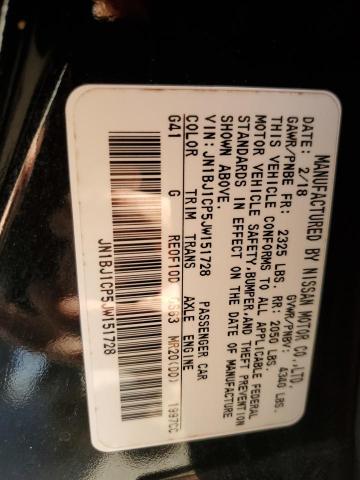 MANUFACTURED BY NISSAN MOTOR CO.,LTD.
DATE: 2/18 GVWR/PNBV: 4340 LBS.
GAWR/PNBE FR: 2325 LBS. RR: 2050 LBS.
THIS VEHICLE CONFORMS TO ALL APPLICABLE FEDERAL
MOTOR VEHICLE SAFETY,BUMPER,AND THEFT PREVENTION
STANDARDS IN EFFECT ON THE DATE OF MANUFACTURE
SHOWN ABOVE.
VIN: JN1BJ1CP5JW151728 PASSENGER CAR
COLOR TRIM TRANS AXLE ENGINE
G41 G RE0F10D GS63 MR20(DD) 1997CC
JN1BJ1CP5JW151728